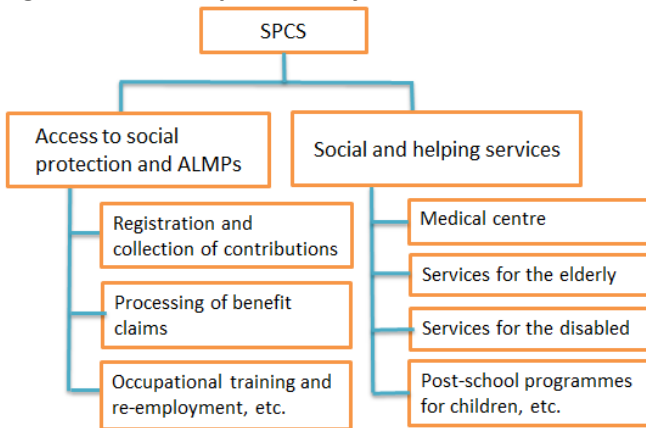 SPCS
Access to social
protection and ALMPs
Registration and
collection of contributions
Processing of benefit
claims
Occupational training and
re-employment, etc.
Social and helping services
Medical centre
Services for the elderly
Services for the disabled
Post-school programmes
for children, etc.